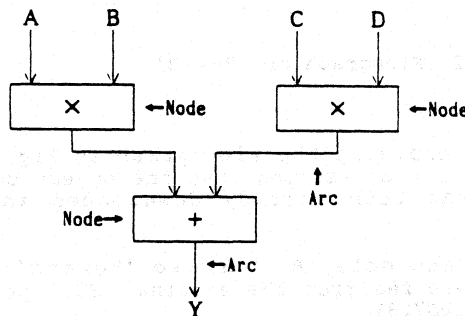 A B C D
× ←Node × ←Node
↑
Arc
Node→ +
←Arc
Y